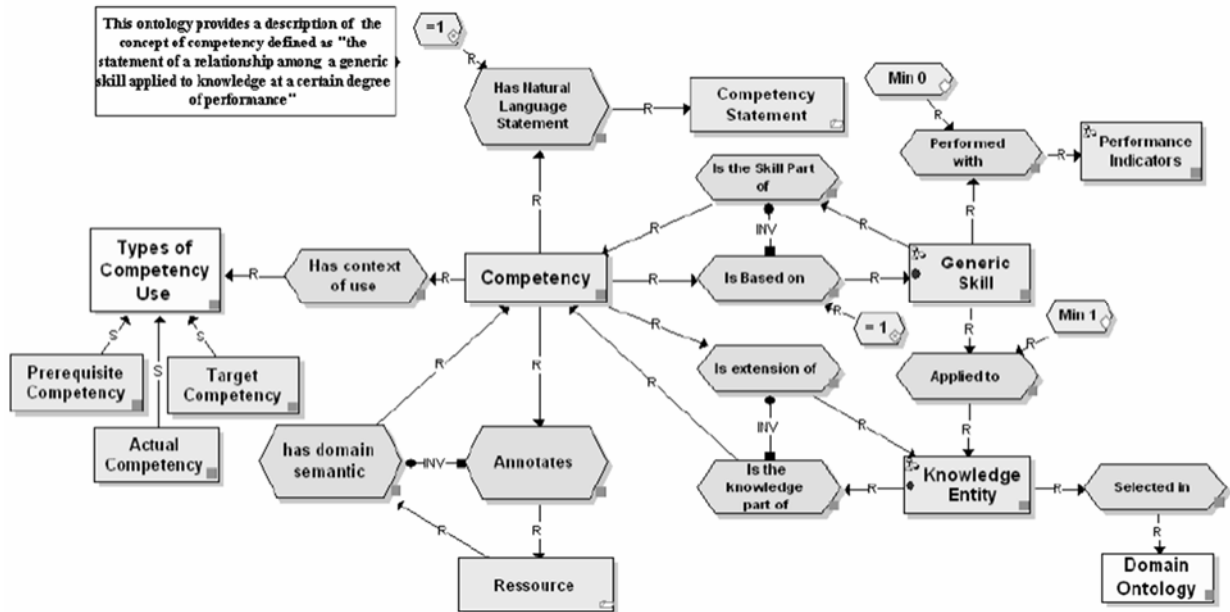 This ontology provides a description of the
concept of competency defined as "the
statement of a relationship among a generic
skill applied to knowledge at a certain degree
of performance"
=1
R
Has Natural
Language
Statement
R
Competency
Statement
Min 0
R
Performed
with
R
Performance
Indicators
Is the Skill Part
of
R
R
R
R
INV
Types of
Competency
Use
R
Has context
of use
R
Competency
R
Is Based on
R
Generic
Skill
R
= 1
R
Min 1
R
S
S
S
Prerequisite
Competency
Target
Competency
Actual
Competency
R
R
R
Is extension of
R
R
Applied to
R
INV
has domain
semantic
INV
Annotates
Is the
knowledge
part of
R
Knowledge
Entity
R
Selected in
R
R
R
Ressource
Domain
Ontology